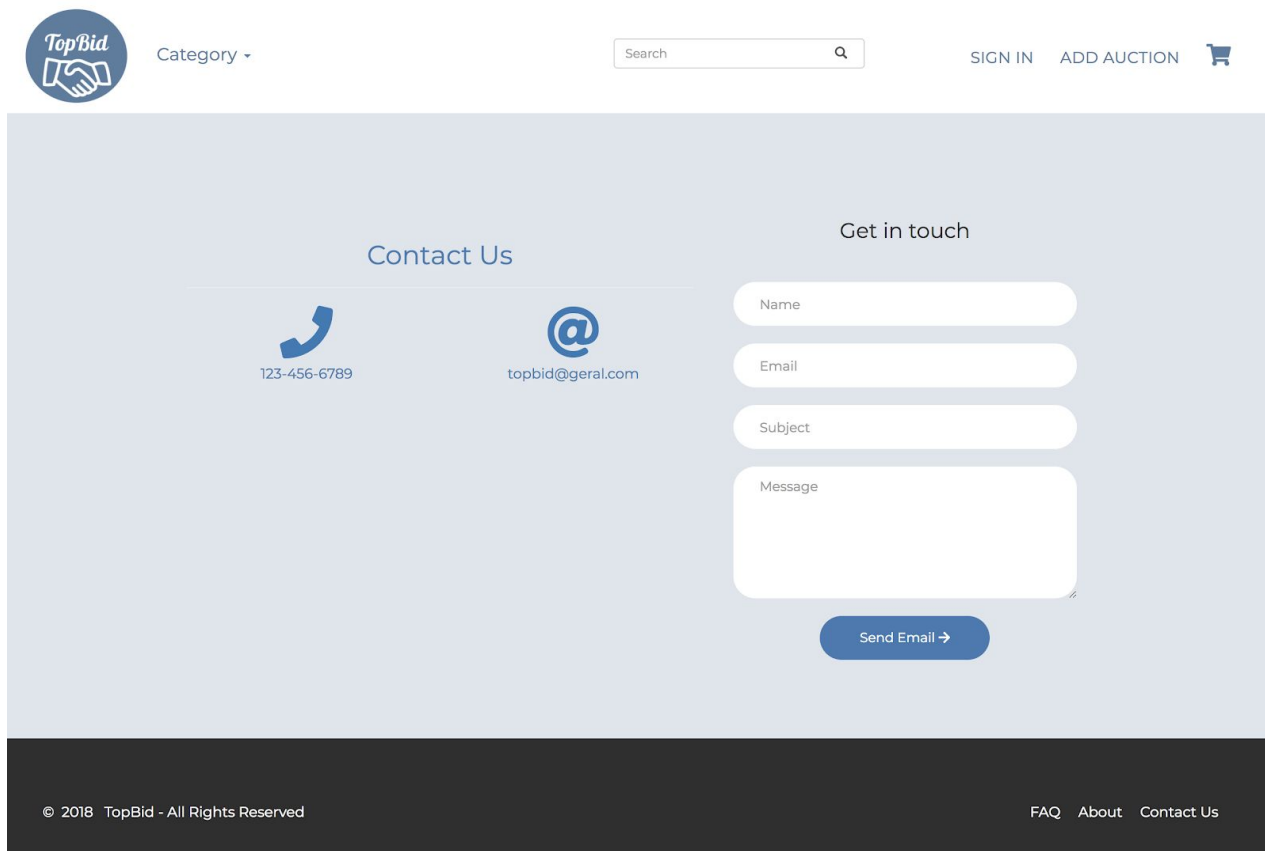 TopBid
Category
Search
SIGN IN
ADD AUCTION
Contact Us
123-456-6789
topbid@geral.com
Get in touch
Name
Email
Subject
Message
Send Email
© 2018 TopBid - All Rights Reserved
FAQ
About
Contact Us